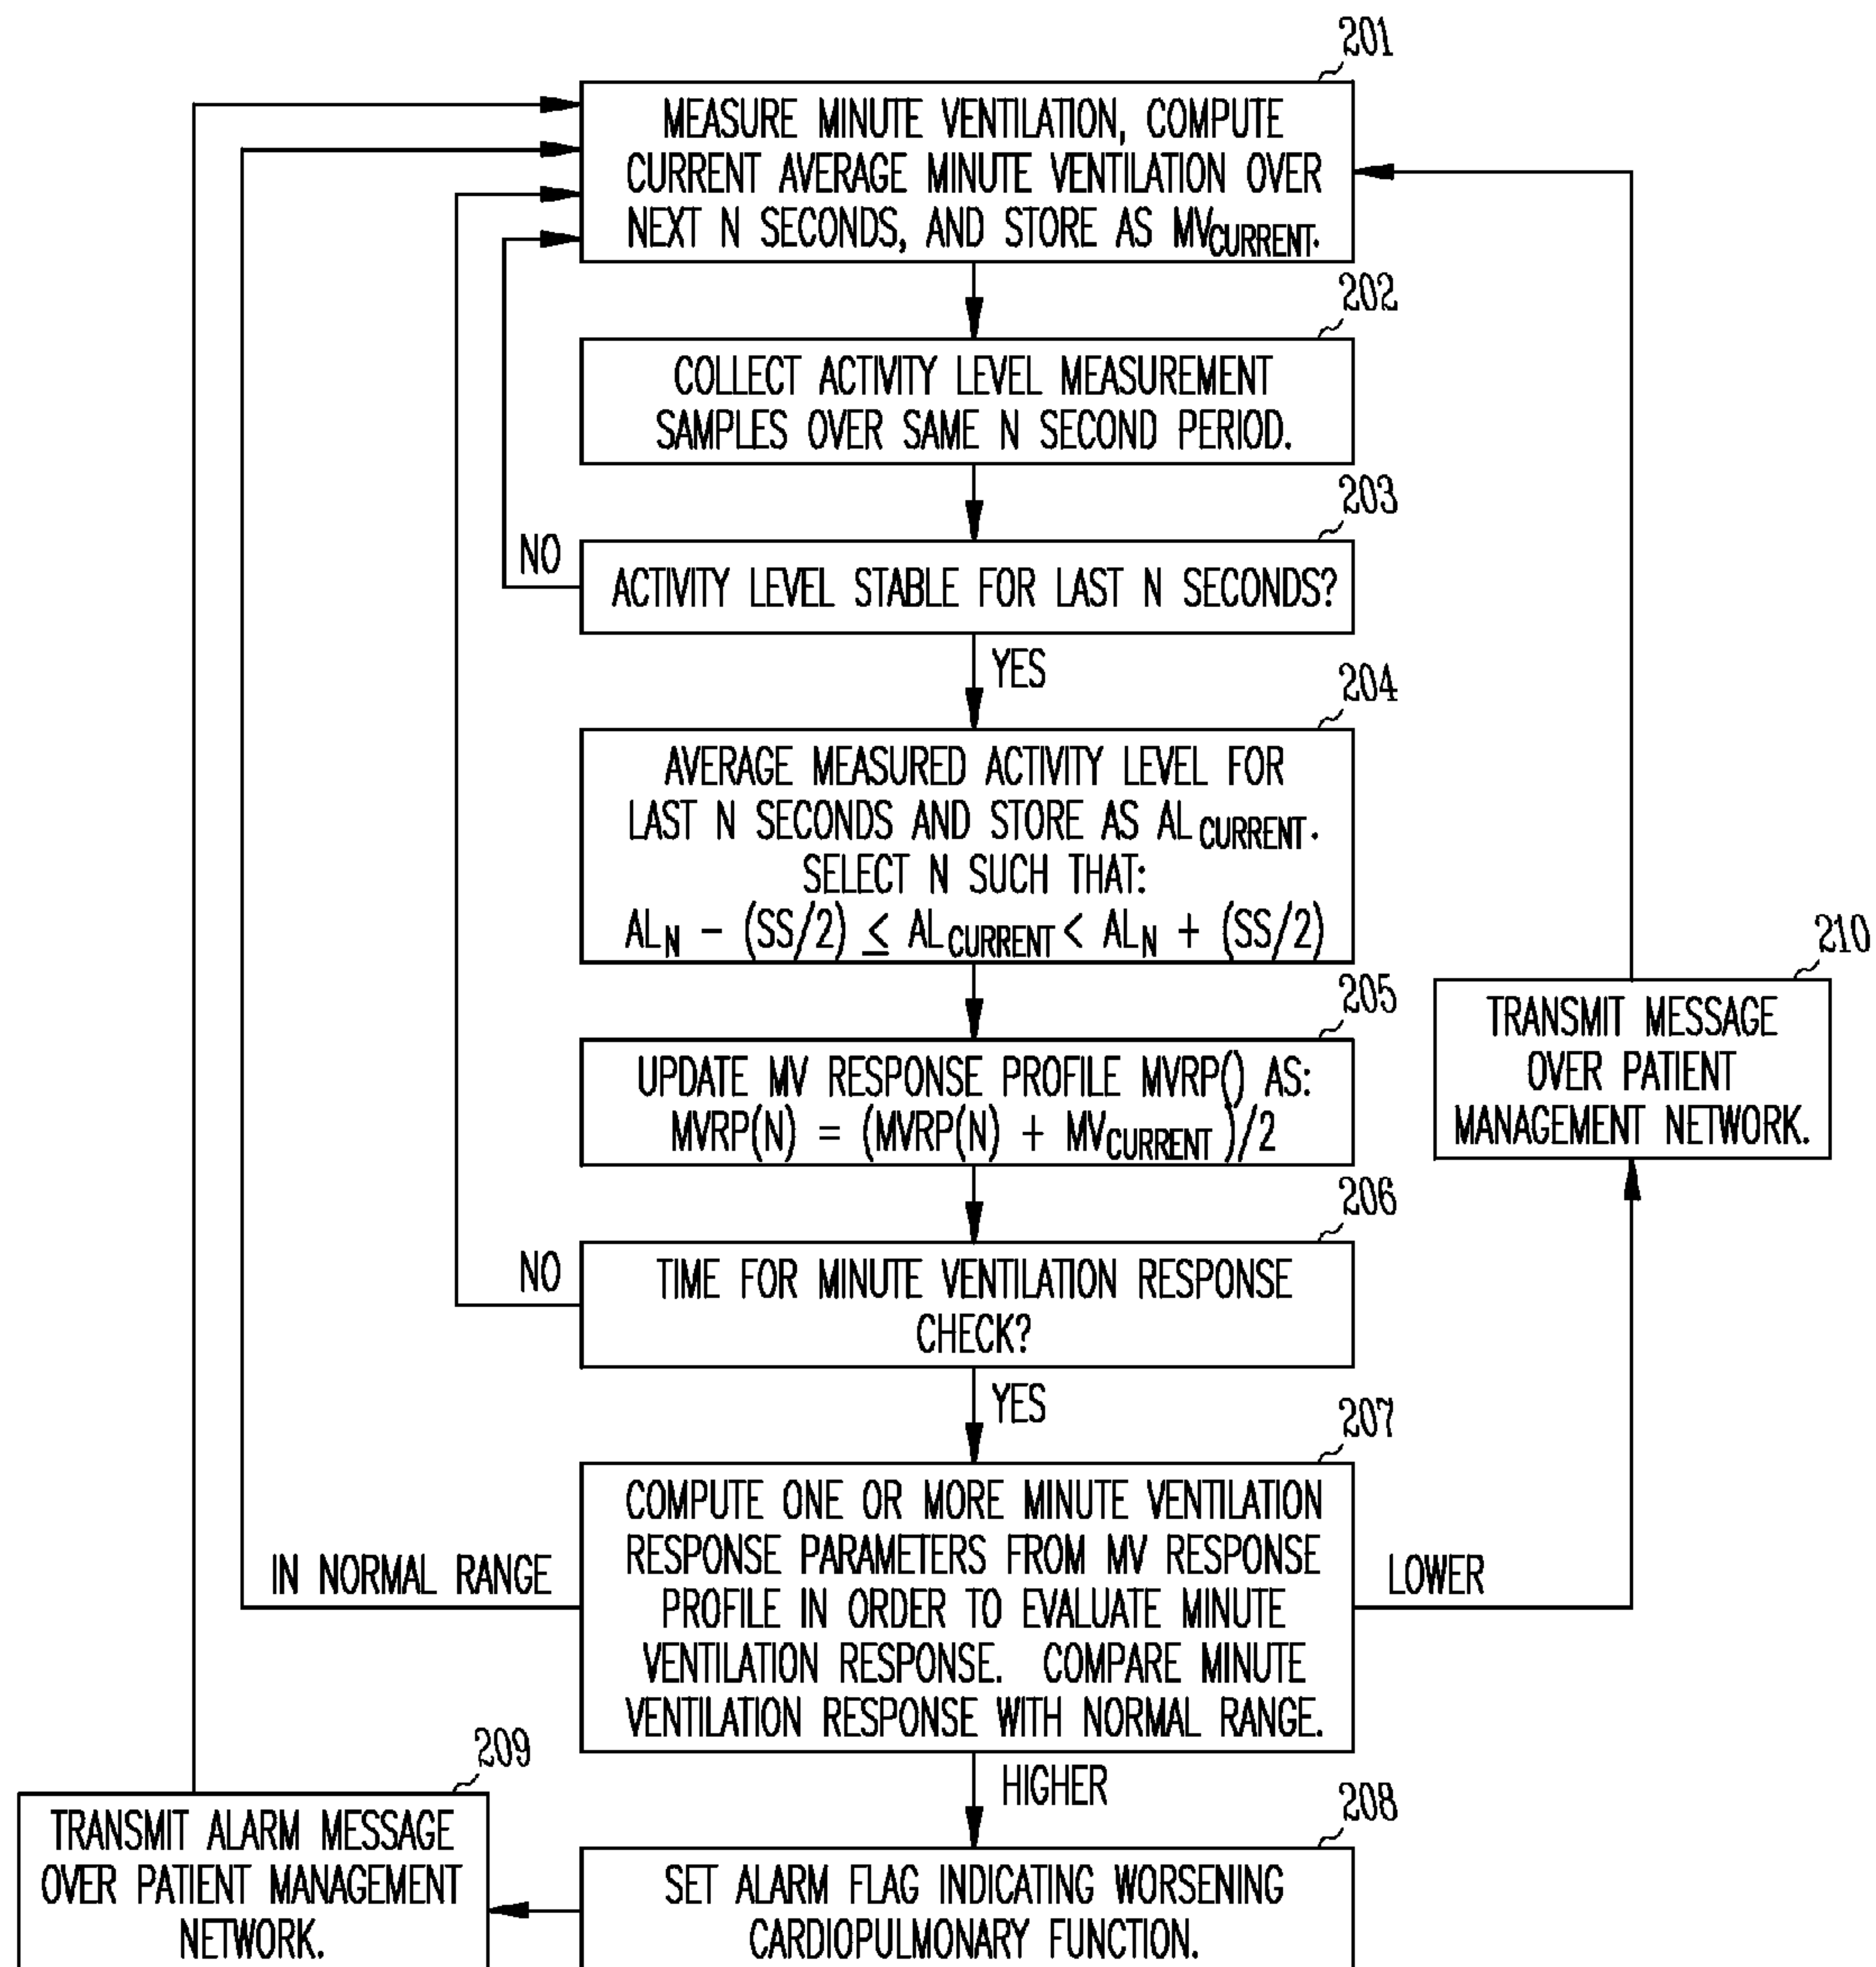 201
MEASURE MINUTE VENTILATION, COMPUTE
CURRENT AVERAGE MINUTE VENTILATION OVER
NEXT N SECONDS, AND STORE AS MVCURRENT.
202
COLLECT ACTIVITY LEVEL MEASUREMENT
SAMPLES OVER SAME N SECOND PERIOD.
203
NO
ACTIVITY LEVEL STABLE FOR LAST N SECONDS?
YES
204
AVERAGE MEASURED ACTIVITY LEVEL FOR
LAST N SECONDS AND STORE AS ALCURRENT.
SELECT N SUCH THAT:
ALN - (SS/2) ≤ ALCURRENT < ALN + (SS/2)
210
TRANSMIT MESSAGE
OVER PATIENT
MANAGEMENT NETWORK.
205
UPDATE MV RESPONSE PROFILE MVRP() AS:
MVRP(N) = (MVRP(N) + MVCURRENT)/2
206
NO
TIME FOR MINUTE VENTILATION RESPONSE
CHECK?
YES
207
COMPUTE ONE OR MORE MINUTE VENTILATION
RESPONSE PARAMETERS FROM MV RESPONSE
PROFILE IN ORDER TO EVALUATE MINUTE
VENTILATION RESPONSE. COMPARE MINUTE
VENTILATION RESPONSE WITH NORMAL RANGE.
IN NORMAL RANGE
LOWER
HIGHER
208
SET ALARM FLAG INDICATING WORSENING
CARDIOPULMONARY FUNCTION.
209
TRANSMIT ALARM MESSAGE
OVER PATIENT MANAGEMENT
NETWORK.